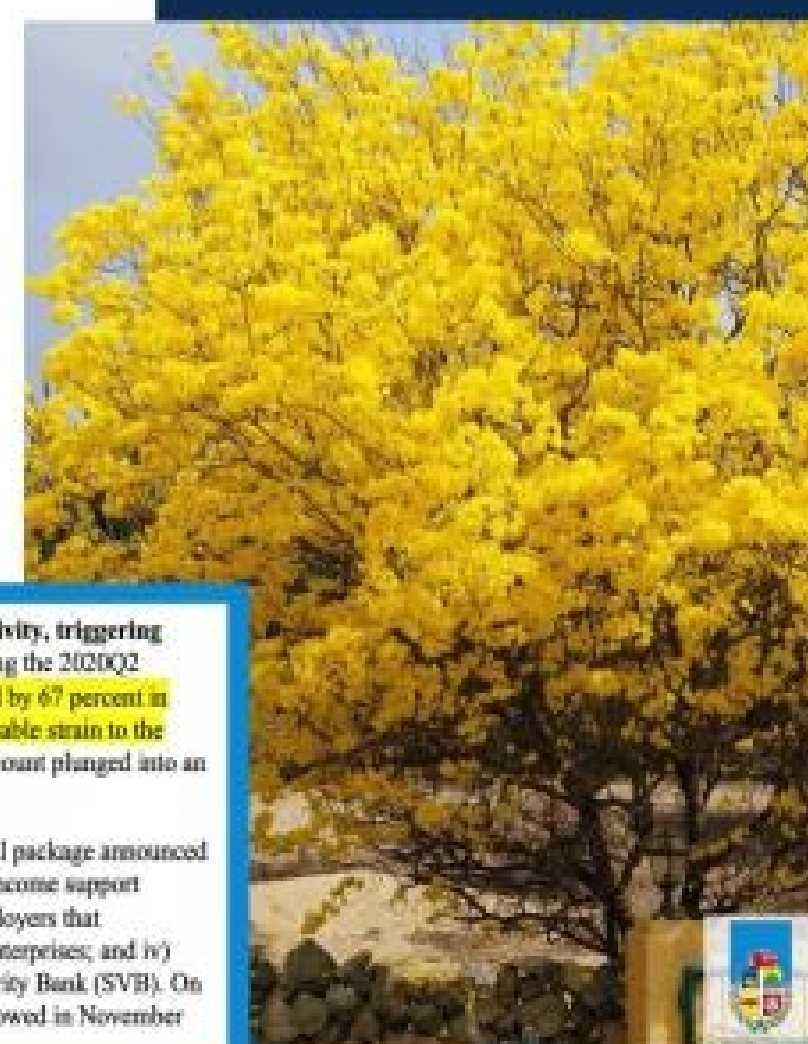 ivity, triggering
ng the 2020Q2
l by 67 percent in
able strain to the
count plunged into an
l package announced
ncome support
loyers that
nterprises; and iv)
rity Bank (SVB). On
owed in November